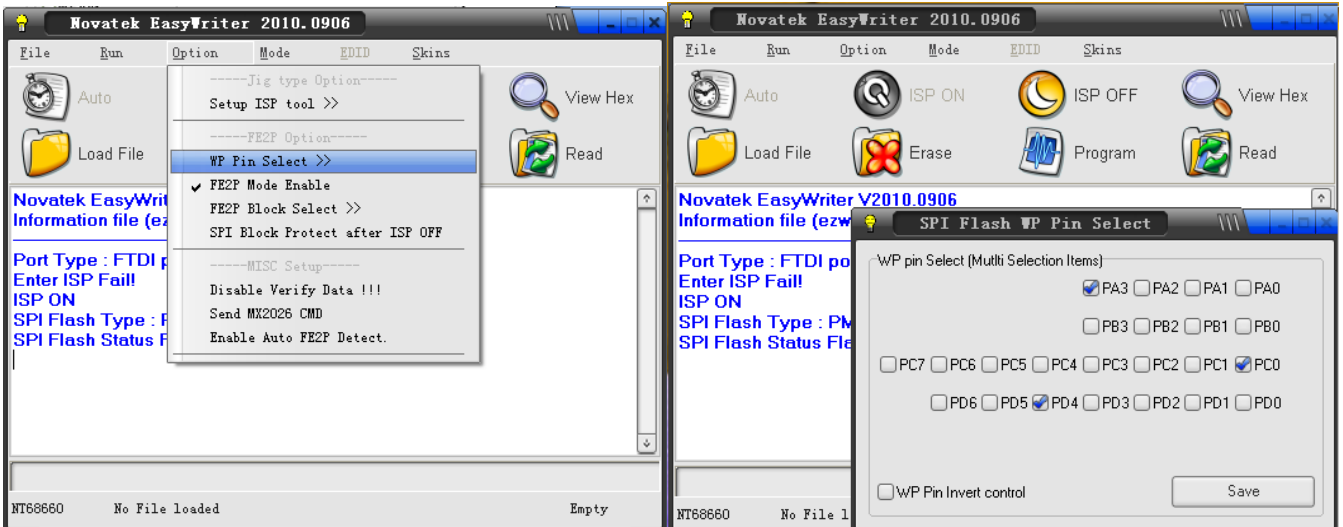 Novatek EasyWriter 2010.0906
File Run Option Mode EDID Skins
-----Jig type Option-----
Setup ISP tool >>
-----FE2P Option-----
WP Pin Select >>
FE2P Mode Enable
FE2P Block Select >>
SPI Block Protect after ISP OFF
-----MISC Setup-----
Disable Verify Data !!!
Send MX2026 CMD
Enable Auto FE2P Detect.
Auto View Hex
Load File Read
Novatek EasyWrit
Information file (ez
Port Type : FTDI p
Enter ISP Fail!
ISP ON
SPI Flash Type :
SPI Flash Status F
NT68660 No File loaded Empty
Novatek EasyWriter 2010.0906
File Run Option Mode EDID Skins
Auto ISP ON ISP OFF View Hex
Load File Erase Program Read
Novatek EasyWriter V2010.0906
Information file (ezw
Port Type : FTDI po
Enter ISP Fail!
ISP ON
SPI Flash Type : PM
SPI Flash Status Fla
NT68660 No File l
SPI Flash WP Pin Select
WP pin Select (Mutlti Selection Items)
PA3 PA2 PA1 PA0
PB3 PB2 PB1 PB0
PC7 PC6 PC5 PC4 PC3 PC2 PC1 PC0
PD6 PD5 PD4 PD3 PD2 PD1 PD0
WP Pin Invert control Save